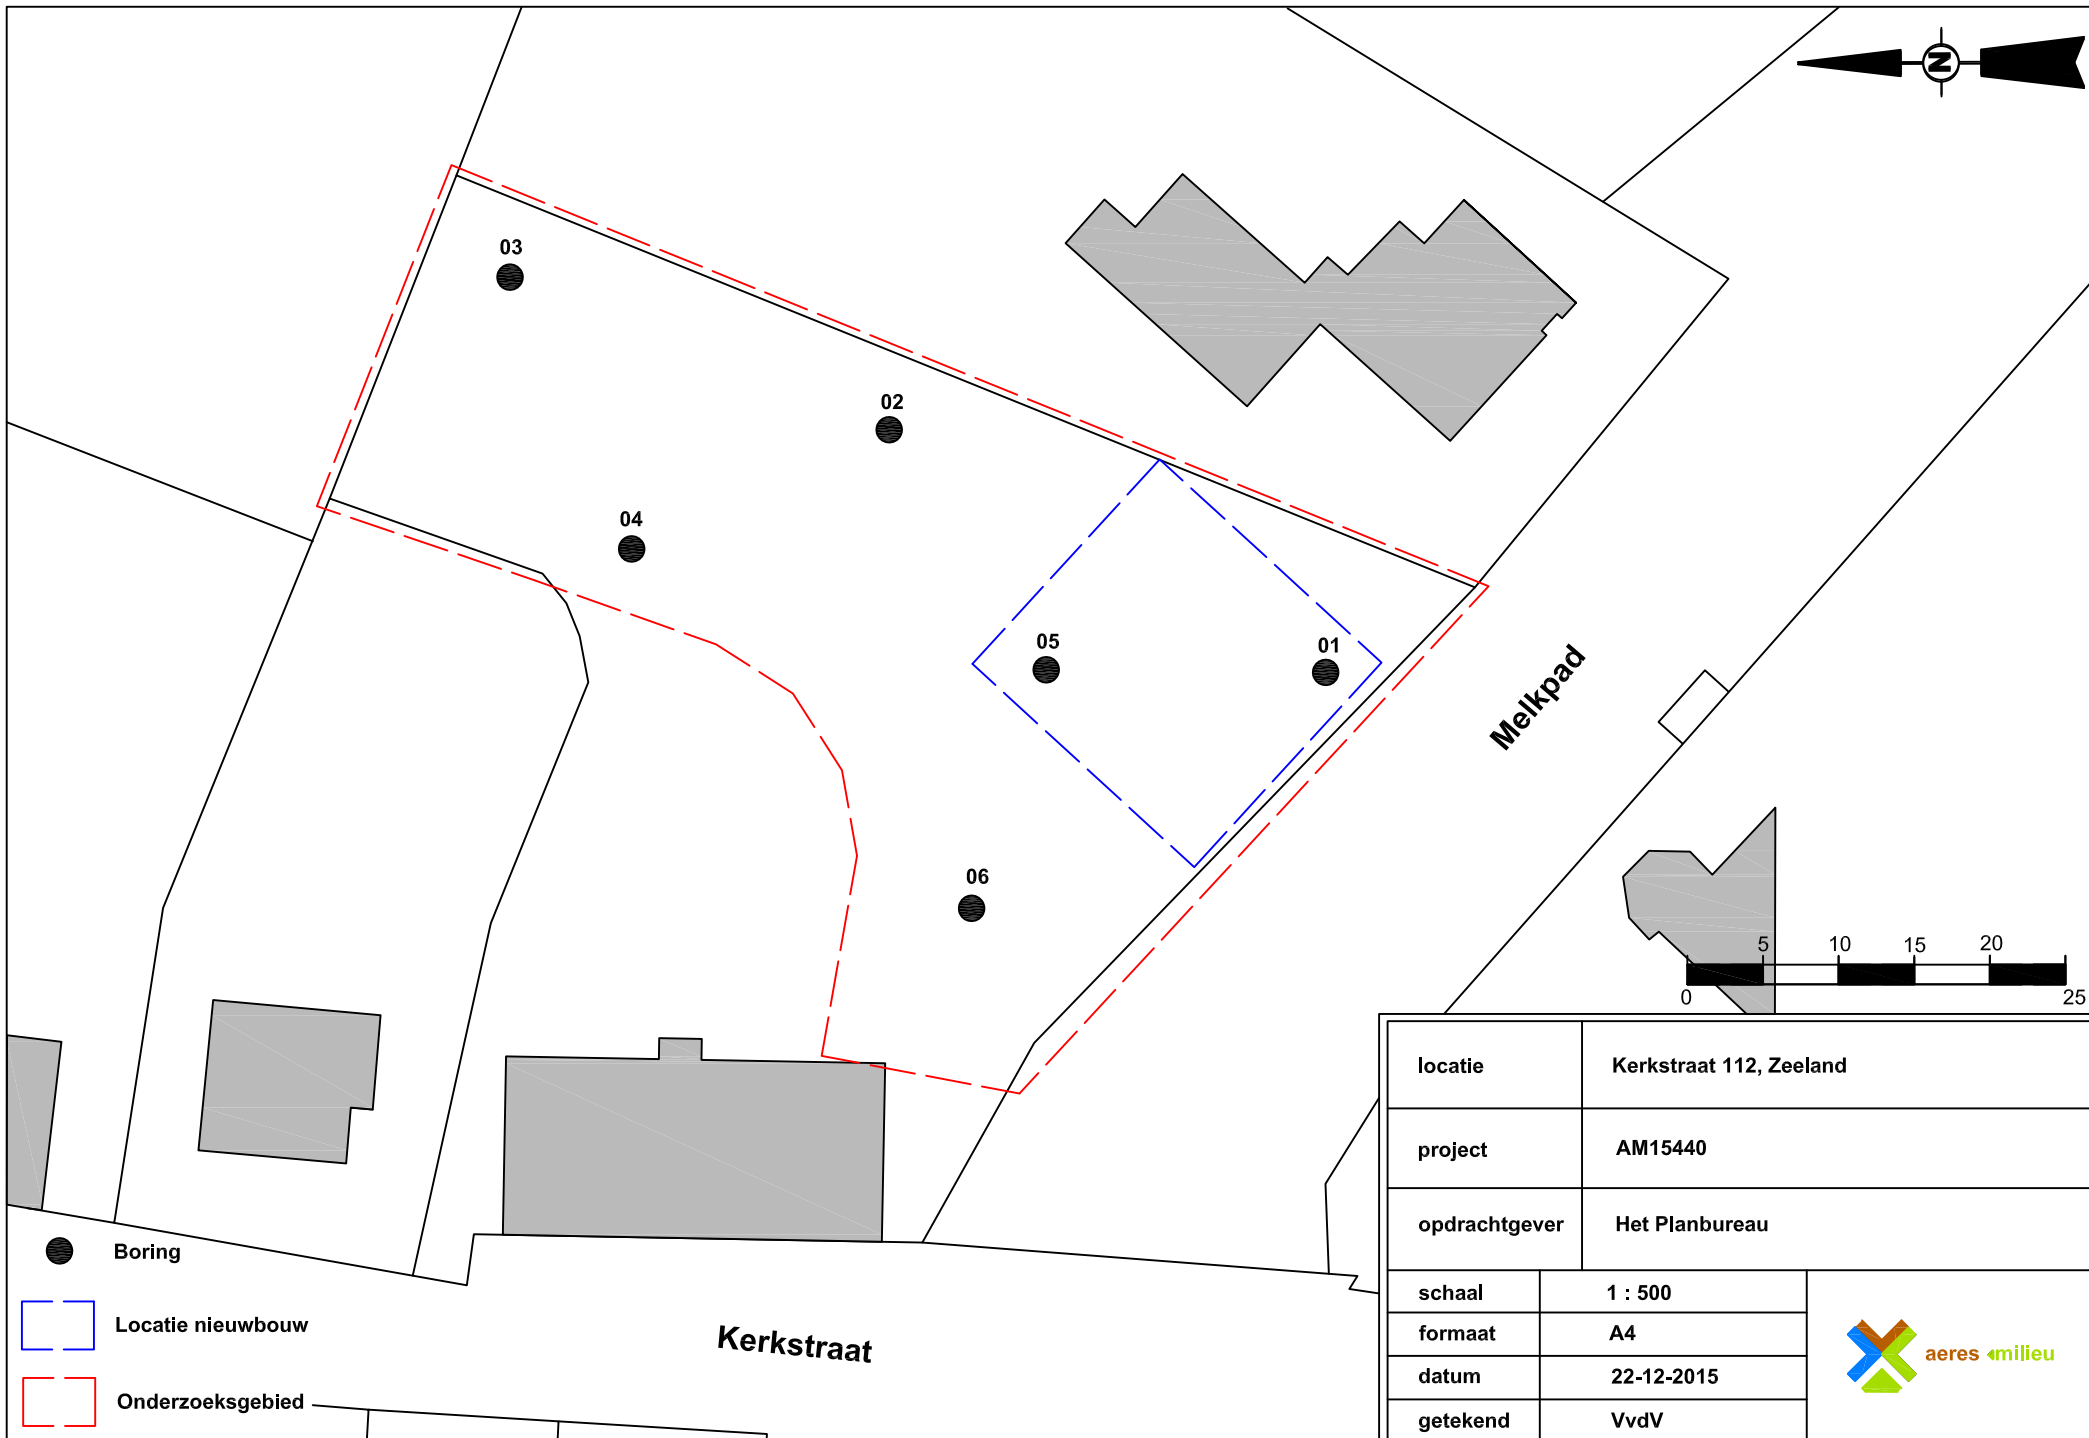 N
03
02
04
05
01
06
Melkpad
Kerkstraat
5 10 15 20
0 25
Boring
Locatie nieuwbouw
Onderzoeksgebied
locatie Kerkstraat 112, Zeeland
project AM15440
opdrachtgever Het Planbureau
schaal 1 : 500
formaat A4
datum 22-12-2015
getekend VvdV
aeres milieu